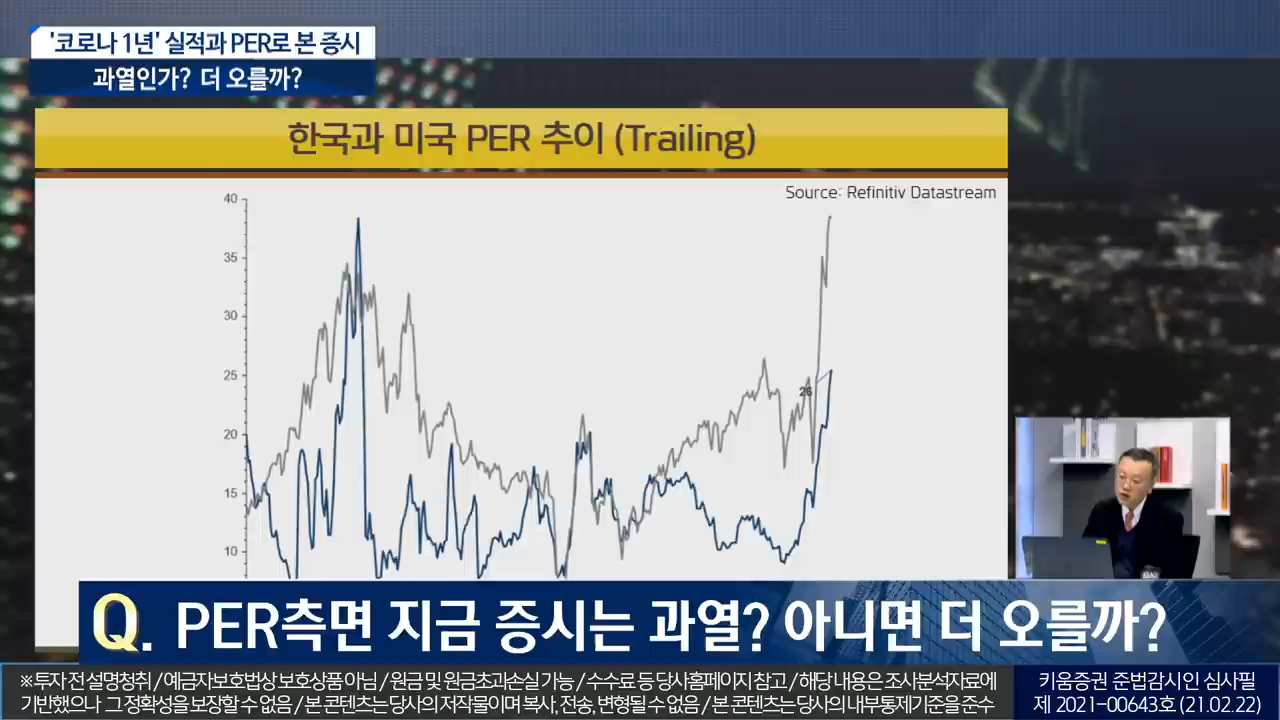 '코로나 1년' 실적과 PER로 본 증시
과열인가? 더 오를까?
한국과 미국 PER 추이 (Trailing)
Source: Refinitiv Datastream
40
35
30
25
20
15
10
26
Q. PER측면 지금 증시는 과열? 아니면 더 오를까?
※투자 전 설명청취 / 예금자보호법상 보호상품 아님 / 원금 및 원금초과손실 가능 / 수수료 등 당사홈페이지 참고 / 해당 내용은 조사분석자료에
기반했으나 그 정확성을 보장할 수 없음 / 본 콘텐츠는 당사의 저작물이며 복사, 전송, 변형될 수 없음 / 본 콘텐츠는 당사의 내부통제기준을 준수
키움증권 준법감시인 심사필
제 2021-00643호 (21.02.22)